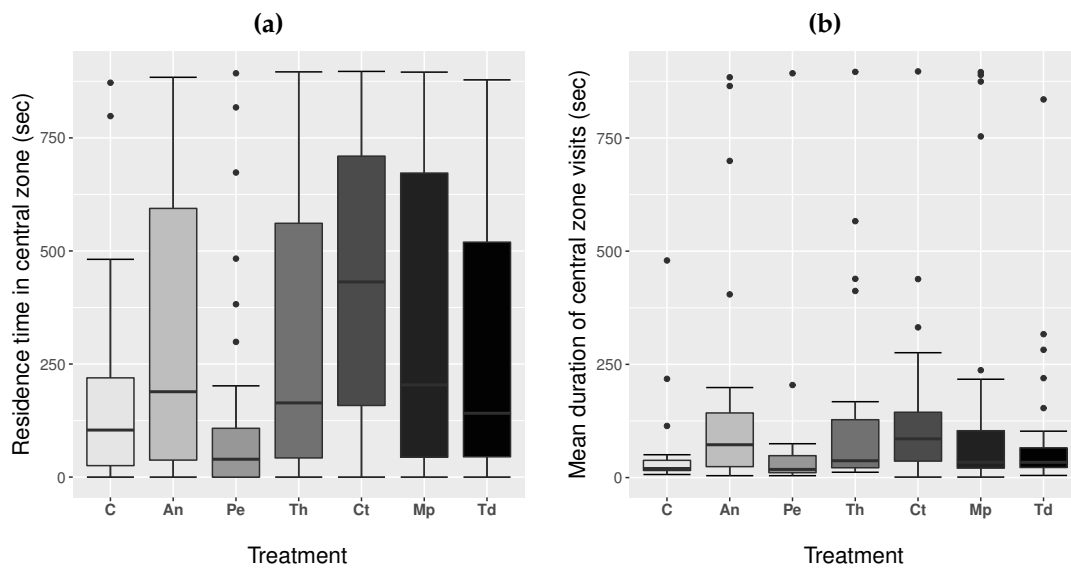 (a)
Residence time in central zone (sec)
750
500
250
0
C An Pe Th Ct Mp Td
Treatment
(b)
Mean duration of central zone visits (sec)
750
500
250
0
C An Pe Th Ct Mp Td
Treatment